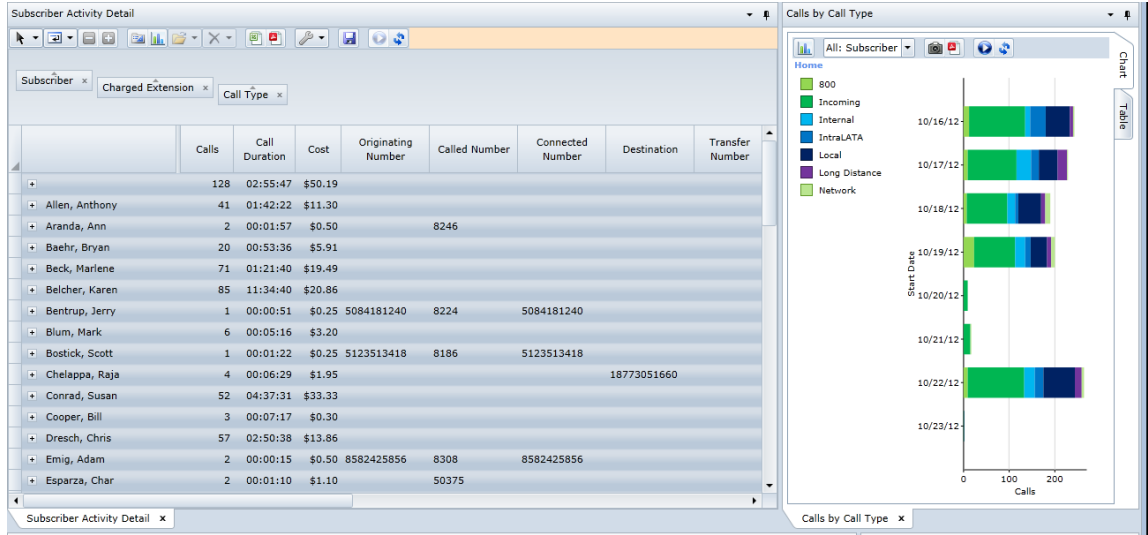 Subscriber Activity Detail
Subscriber x
Charged Extension x
Call Type x
Calls
Call Duration
Cost
Originating Number
Called Number
Connected Number
Destination
Transfer Number
128 02:55:47 $50.19
Allen, Anthony 41 01:42:22 $11.30
Aranda, Ann 2 00:01:57 $0.50 8246
Baehr, Bryan 20 00:53:36 $5.91
Beck, Marlene 71 01:21:40 $19.49
Belcher, Karen 85 11:34:40 $20.86
Bentrup, Jerry 1 00:00:51 $0.25 5084181240 8224 5084181240
Blum, Mark 6 00:05:16 $3.20
Bostick, Scott 1 00:01:22 $0.25 5123513418 8186 5123513418
Chelappa, Raja 4 00:06:29 $1.95 18773051660
Conrad, Susan 52 04:37:31 $33.33
Cooper, Bill 3 00:07:17 $0.30
Dresch, Chris 57 02:50:38 $13.86
Emig, Adam 2 00:00:15 $0.50 8582425856 8308 8582425856
Esparza, Char 2 00:01:10 $1.10 50375
Subscriber Activity Detail x
Calls by Call Type
All: Subscriber
Home
800
Incoming
Internal
IntraLATA
Local
Long Distance
Network
Start Date
10/16/12
10/17/12
10/18/12
10/19/12
10/20/12
10/21/12
10/22/12
10/23/12
0 100 200
Calls
Chart
Table
Calls by Call Type x